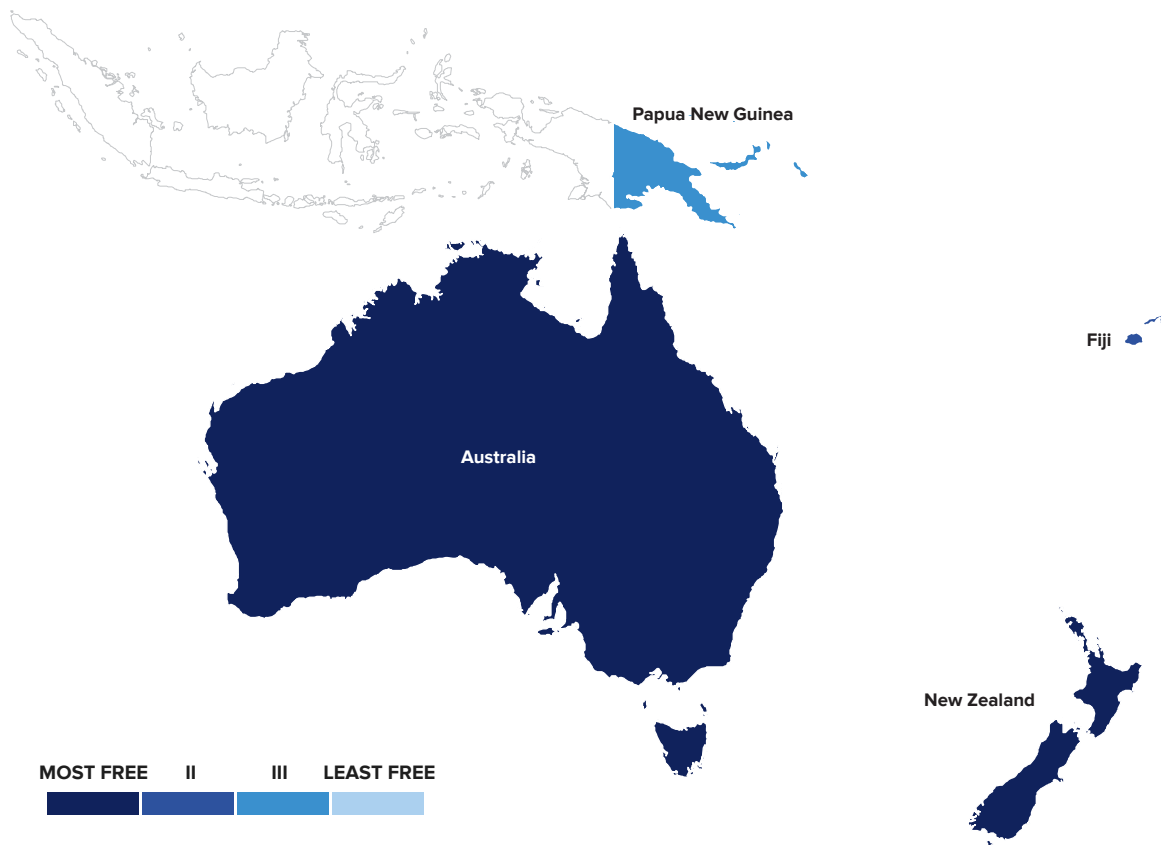 Papua New Guinea
Fiji
Australia
New Zealand
MOST FREE II III LEAST FREE